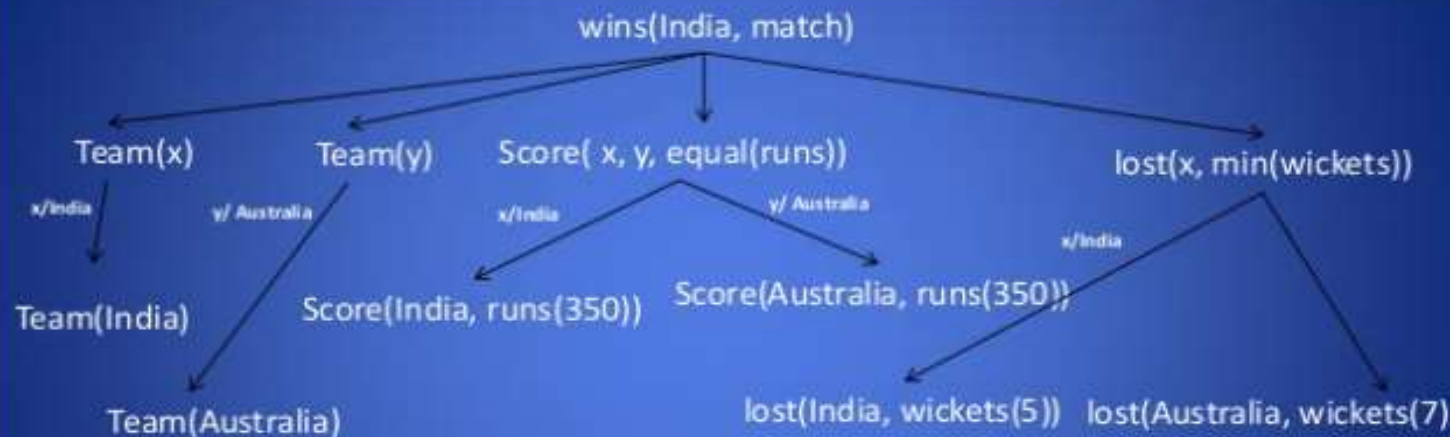 wins(India, match)
Team(x)
Team(y)
Score( x, y, equal(runs))
lost(x, min(wickets))
x/India
y/ Australia
x/India
y/ Australia
x/India
Team(India)
Score(India, runs(350))
Score(Australia, runs(350))
Team(Australia)
lost(India, wickets(5))
lost(Australia, wickets(7)